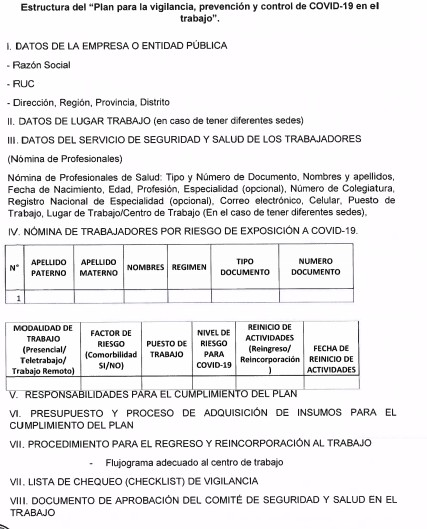 Estructura del "Plan para la vigilancia, prevención y control de COVID-19 en el
trabajo".
I. DATOS DE LA EMPRESA O ENTIDAD PÚBLICA
- Razón Social
- RUC
- Dirección, Región, Provincia, Distrito
II. DATOS DE LUGAR TRABAJO (en caso de tener diferentes sedes)
III. DATOS DEL SERVICIO DE SEGURIDAD Y SALUD DE LOS TRABAJADORES
(Nómina de Profesionales)
Nómina de Profesionales de Salud: Tipo y Número de Documento, Nombres y apellidos,
Fecha de Nacimiento, Edad, Profesión, Especialidad (opcional), Número de Colegiatura,
Registro Nacional de Especialidad (opcional), Correo electrónico, Celular, Puesto de
Trabajo, Lugar de Trabajo/Centro de Trabajo (En el caso de tener diferentes sedes),
IV. NÓMINA DE TRABAJADORES POR RIESGO DE EXPOSICIÓN A COVID-19.
N° APELLIDO PATERNO APELLIDO MATERNO NOMBRES REGIMEN TIPO DOCUMENTO NUMERO DOCUMENTO
1
MODALIDAD DE TRABAJO (Presencial/ Teletrabajo/ Trabajo Remoto) FACTOR DE RIESGO (Comorbilidad SI/NO) PUESTO DE TRABAJO NIVEL DE RIESGO PARA COVID-19 REINICIO DE ACTIVIDADES (Reingreso/ Reincorporación ) FECHA DE REINICIO DE ACTIVIDADES
V. RESPONSABILIDADES PARA EL CUMPLIMIENTO DEL PLAN
VI. PRESUPUESTO Y PROCESO DE ADQUISICIÓN DE INSUMOS PARA EL
CUMPLIMIENTO DEL PLAN
VII. PROCEDIMIENTO PARA EL REGRESO Y REINCORPORACIÓN AL TRABAJO
- Flujograma adecuado al centro de trabajo
VII. LISTA DE CHEQUEO (CHECKLIST) DE VIGILANCIA
VIII. DOCUMENTO DE APROBACIÓN DEL COMITÉ DE SEGURIDAD Y SALUD EN EL
TRABAJO